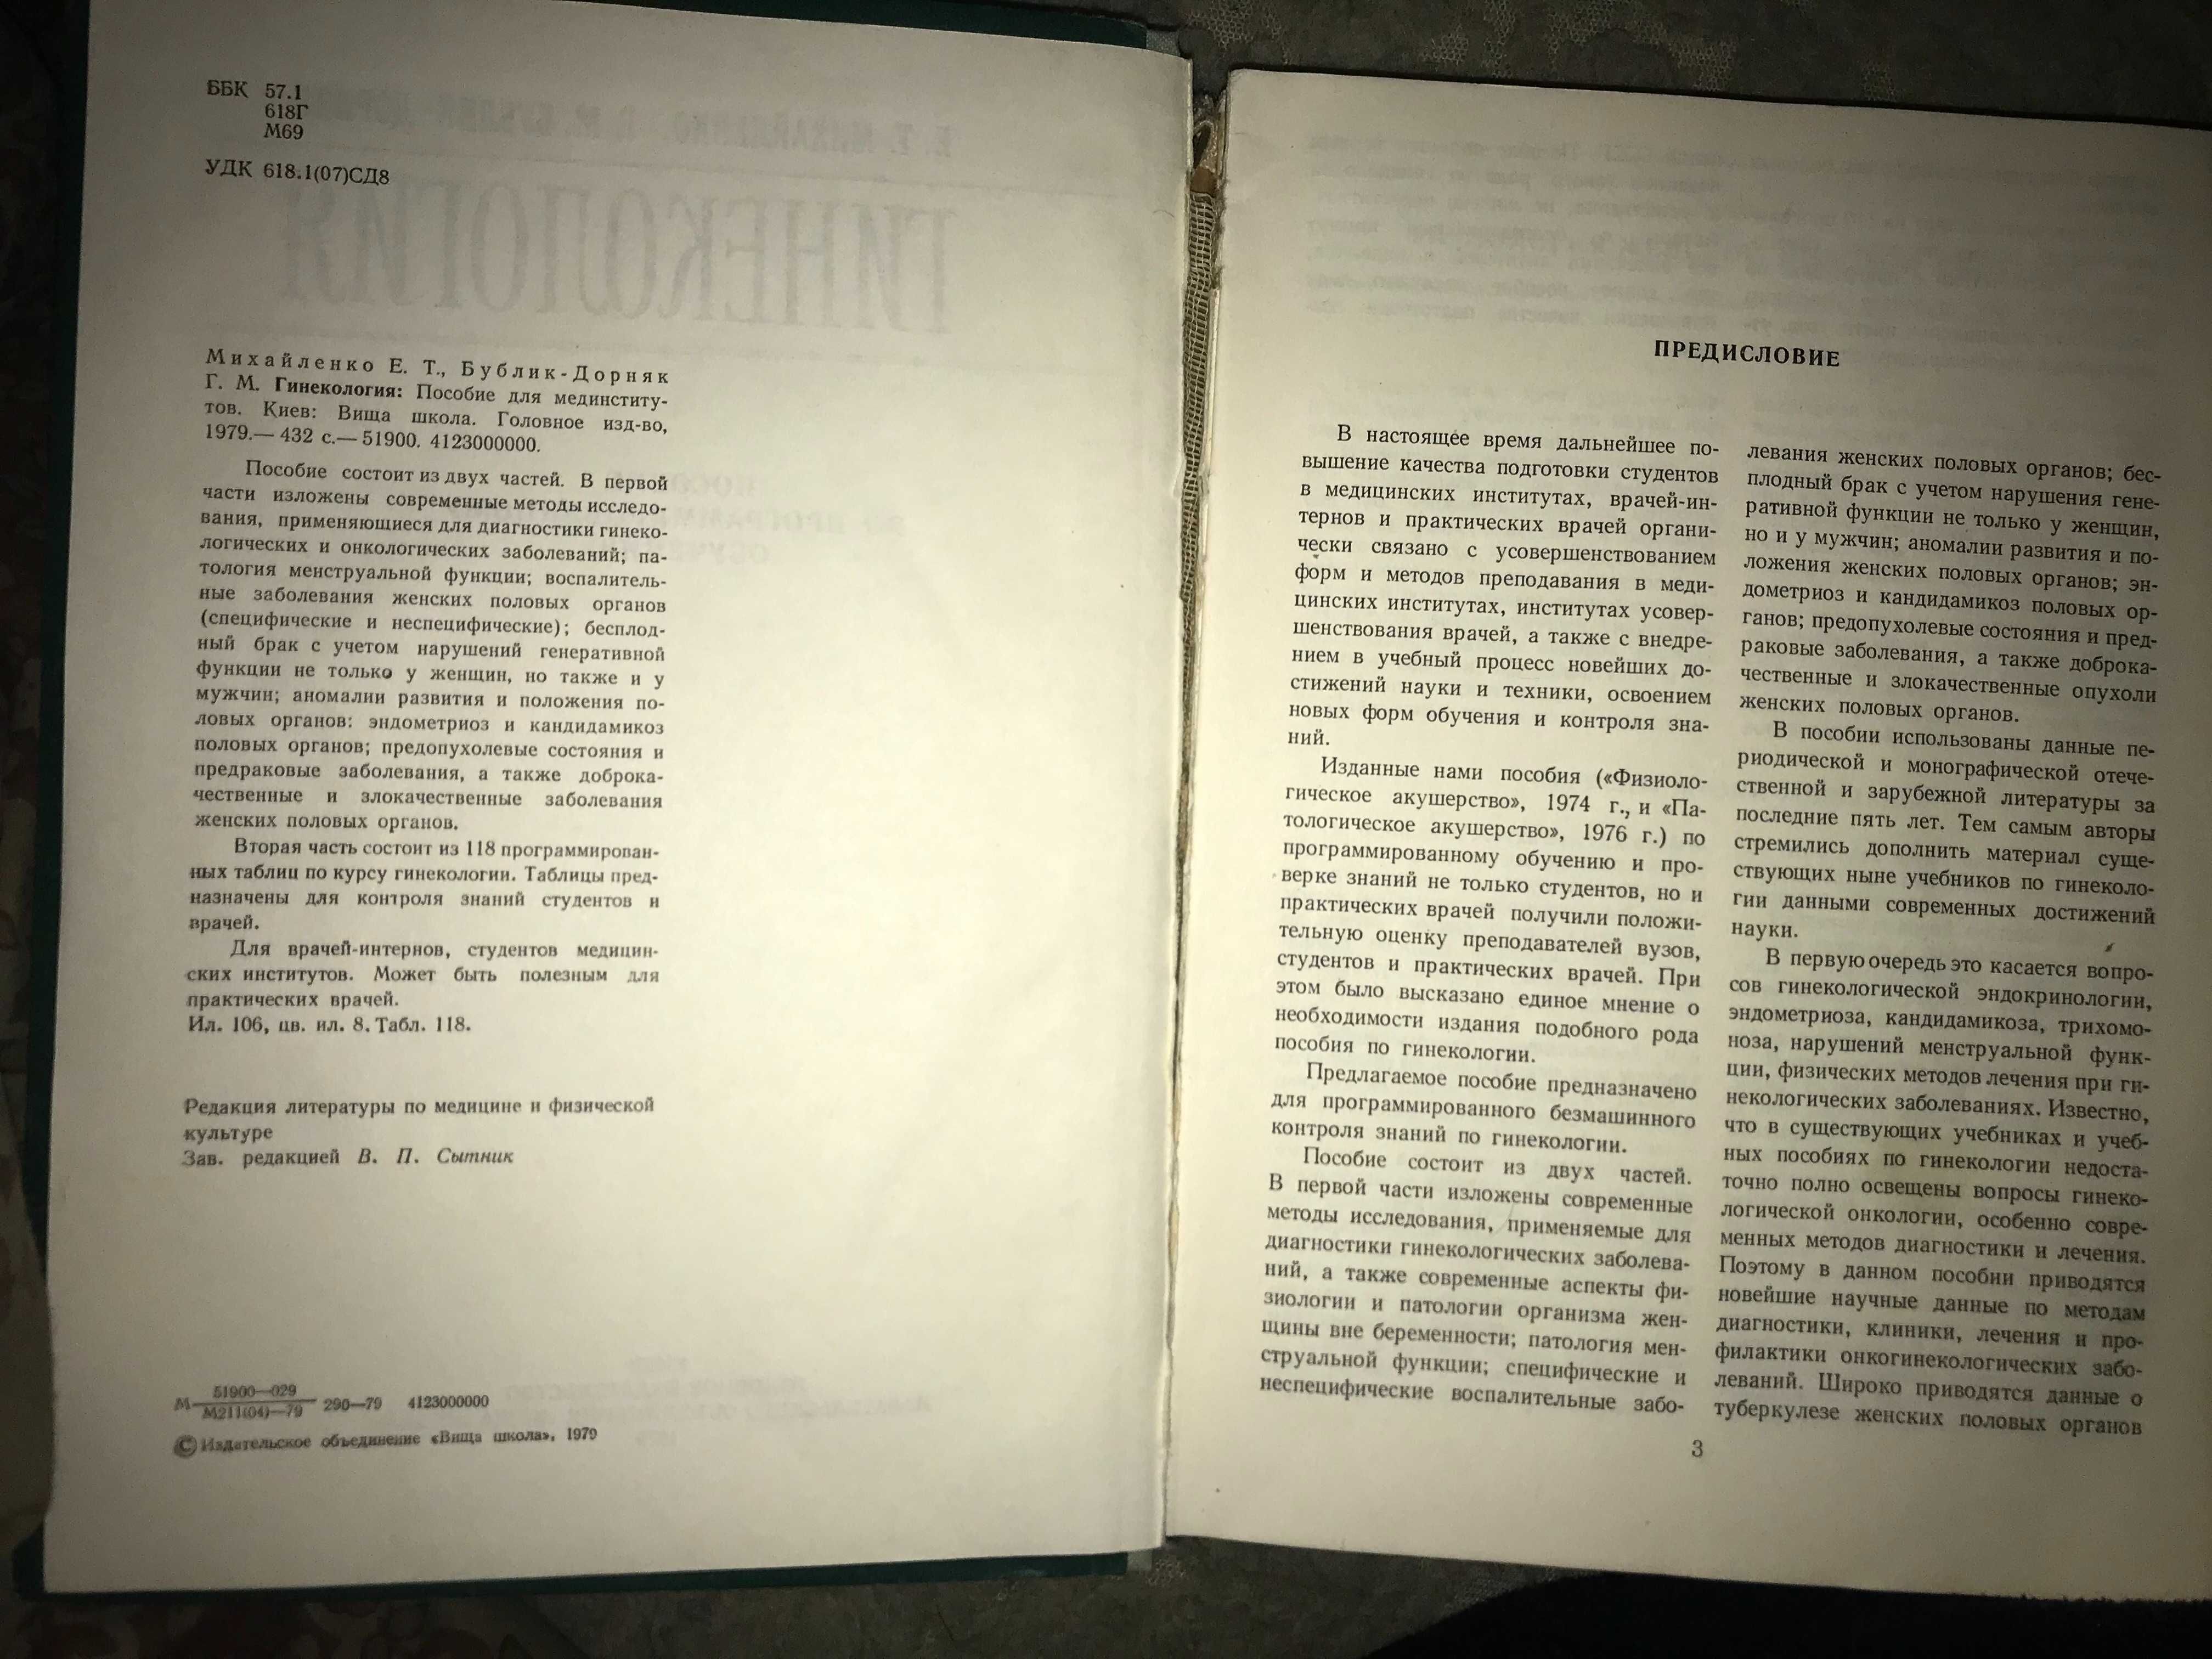 ББК 57.1
618Г
М69
УДК 618.1(07)СД8
Михайленко Е. Т., Бублик-Дорняк
Г. М. Гинекология: Пособие для мединститу-
тов. Киев: Вища школа. Головное изд-во,
1979.— 432 с.— 51900. 4123000000.
Пособие состоит из двух частей. В первой
части изложены современные методы исследо-
вания, применяющиеся для диагностики гинеко-
логических и онкологических заболеваний; па-
тология менструальной функции; воспалитель-
ные заболевания женских половых органов
(специфические и неспецифические); бесплод-
ный брак с учетом нарушений генеративной
функции не только у женщин, но также и у
мужчин; аномалии развития и положения по-
ловых органов: эндометриоз и кандидамикоз
половых органов; предопухолевые состояния и
предраковые заболевания, а также доброка-
чественные и злокачественные заболевания
женских половых органов.
Вторая часть состоит из 118 программирован-
ных таблиц по курсу гинекологии. Таблицы пред-
назначены для контроля знаний студентов и
врачей.
Для врачей-интернов, студентов медицин-
ских институтов. Может быть полезным для
практических врачей.
Ил. 106, цв. ил. 8. Табл. 118.
Редакция литературы по медицине и физической
культуре
Зав. редакцией В. П. Сытник
51900—029
М М211(04)—79 290—79 4123000000
© Издательское объединение «Вища школа», 1979
ПРЕДИСЛОВИЕ
В настоящее время дальнейшее по-
вышение качества подготовки студентов
в медицинских институтах, врачей-ин-
тернов и практических врачей органи-
чески связано с усовершенствованием
форм и методов преподавания в меди-
цинских институтах, институтах усовер-
шенствования врачей, а также с внедре-
нием в учебный процесс новейших до-
стижений науки и техники, освоением
новых форм обучения и контроля зна-
ний.
Изданные нами пособия («Физиоло-
гическое акушерство», 1974 г., и «Па-
тологическое акушерство», 1976 г.) по
программированному обучению и про-
верке знаний не только студентов, но и
практических врачей получили положи-
тельную оценку преподавателей вузов,
студентов и практических врачей. При
этом было высказано единое мнение о
необходимости издания подобного рода
пособия по гинекологии.
Предлагаемое пособие предназначено
для программированного безмашинного
контроля знаний по гинекологии.
Пособие состоит из двух частей.
В первой части изложены современные
методы исследования, применяемые для
диагностики гинекологических заболева-
ний, а также современные аспекты фи-
зиологии и патологии организма жен-
щины вне беременности; патология мен-
струальной функции; специфические и
неспецифические воспалительные забо-
левания женских половых органов; бес-
плодный брак с учетом нарушения гене-
ративной функции не только у женщин,
но и у мужчин; аномалии развития и по-
ложения женских половых органов; эн-
дометриоз и кандидамикоз половых ор-
ганов; предопухолевые состояния и пред-
раковые заболевания, а также доброка-
чественные и злокачественные опухоли
женских половых органов.
В пособии использованы данные пе-
риодической и монографической отече-
ственной и зарубежной литературы за
последние пять лет. Тем самым авторы
стремились дополнить материал суще-
ствующих ныне учебников по гинеколо-
гии данными современных достижений
науки.
В первую очередь это касается вопро-
сов гинекологической эндокринологии,
эндометриоза, кандидамикоза, трихомо-
ноза, нарушений менструальной функ-
ции, физических методов лечения при ги-
некологических заболеваниях. Известно,
что в существующих учебниках и учеб-
ных пособиях по гинекологии недоста-
точно полно освещены вопросы гинеко-
логической онкологии, особенно совре-
менных методов диагностики и лечения.
Поэтому в данном пособии приводятся
новейшие научные данные по методам
диагностики, клиники, лечения и про-
филактики онкогинекологических забо-
леваний. Широко приводятся данные о
туберкулезе женских половых органов
3